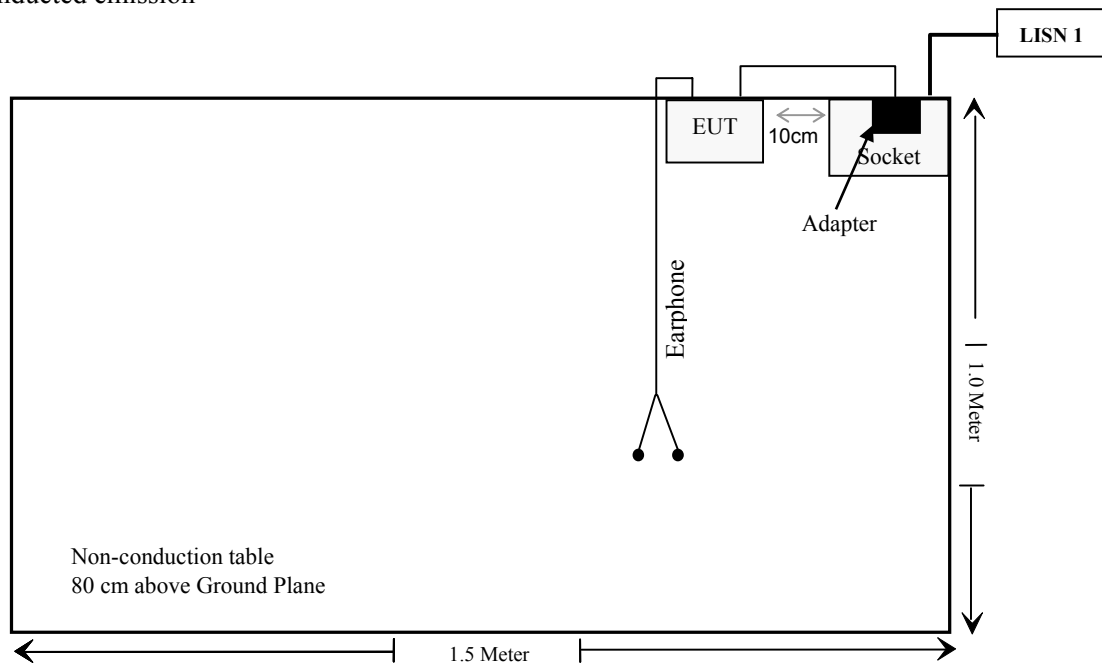 LISN 1
EUT
10cm
Socket
Adapter
Earphone
1.0 Meter
Non-conduction table
80 cm above Ground Plane
1.5 Meter